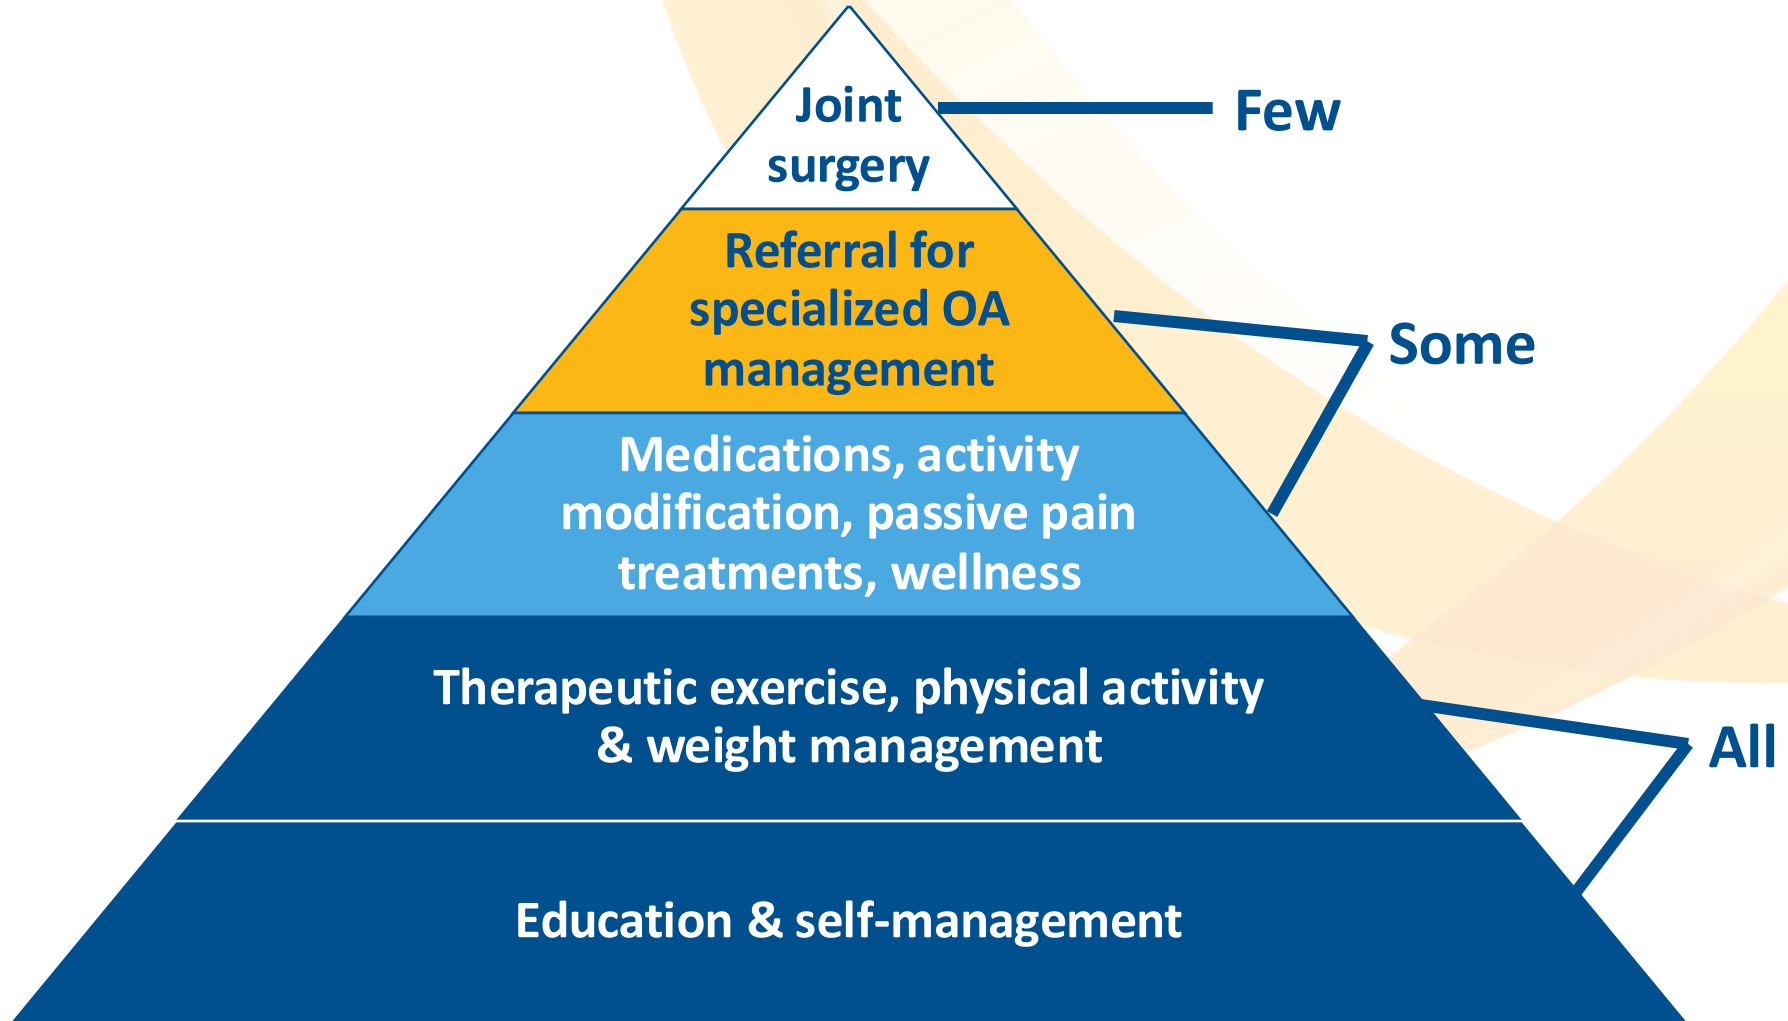 Joint
surgery
Few
Referral for
specialized OA
management
Some
Medications, activity
modification, passive pain
treatments, wellness
Therapeutic exercise, physical activity
& weight management
All
Education & self-management